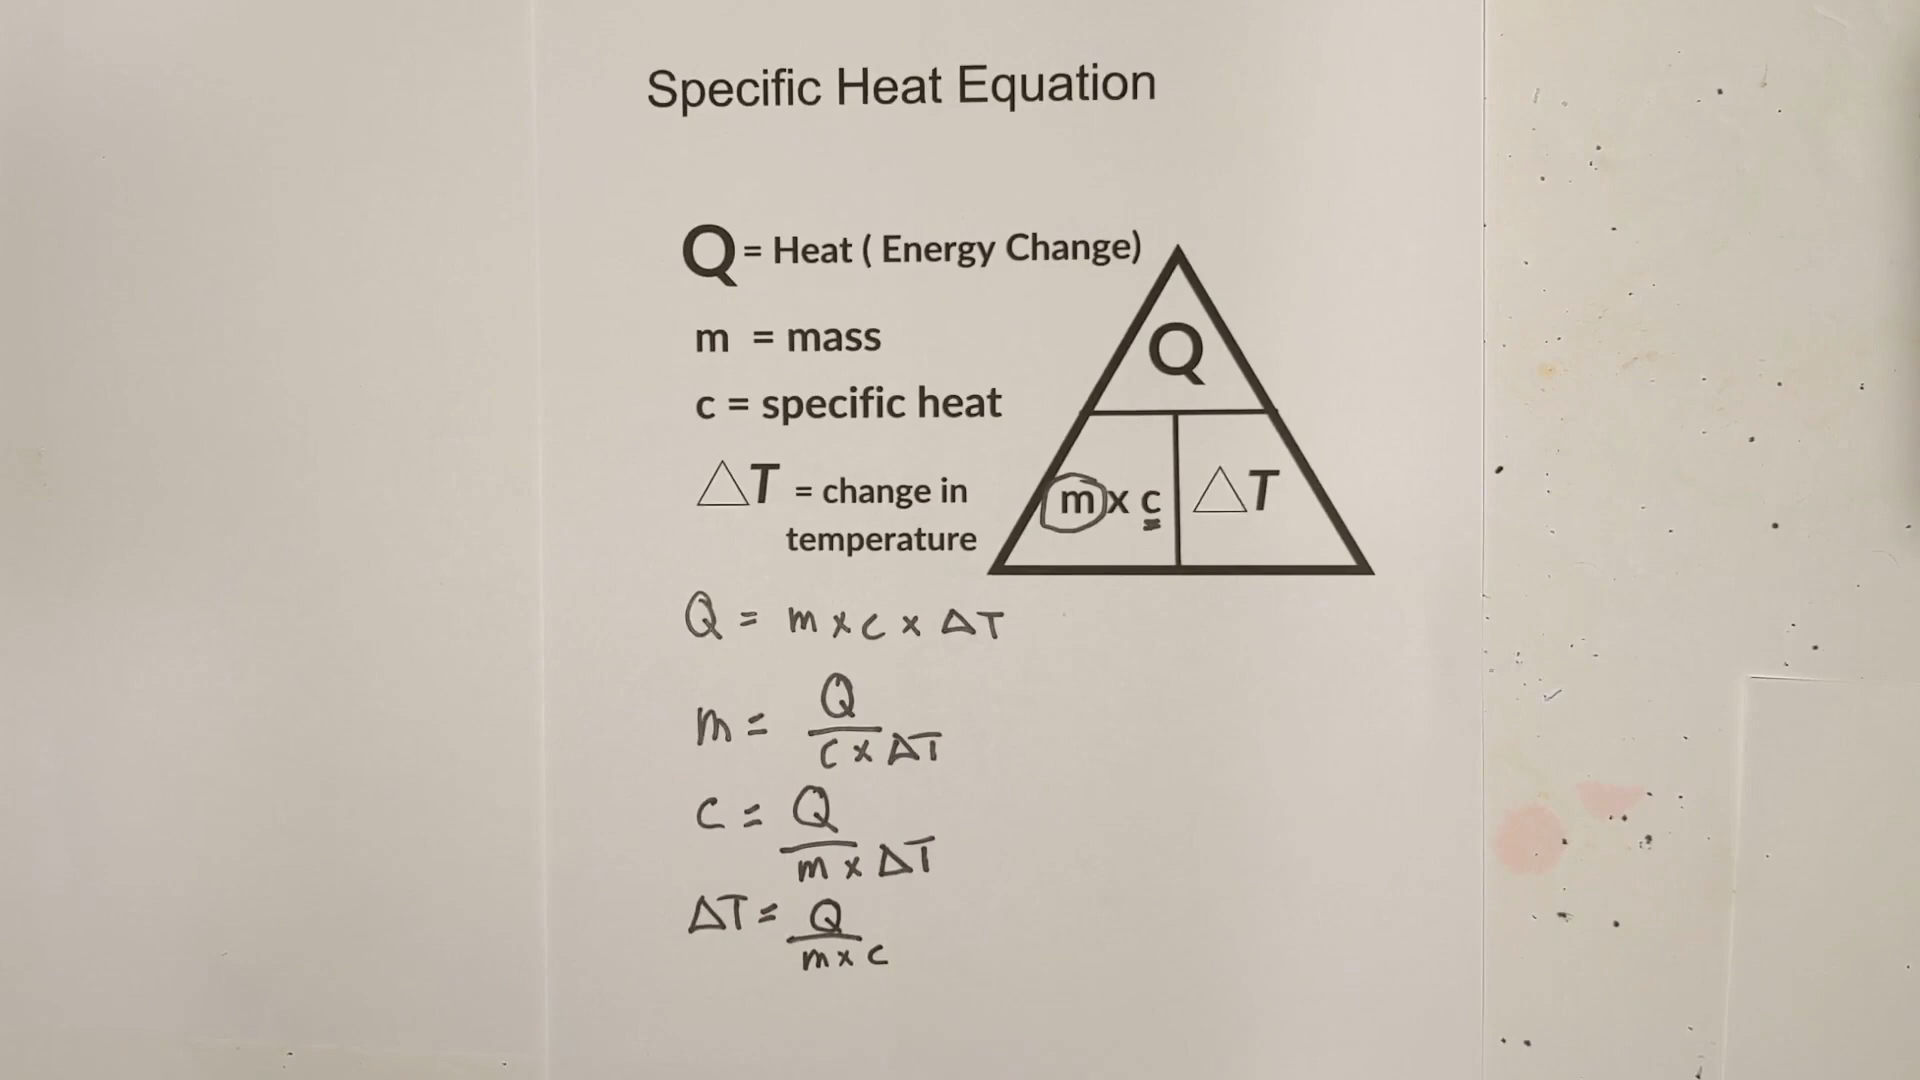 Specific Heat Equation
Q = Heat ( Energy Change)
m = mass
c = specific heat
△T = change in
temperature
Q
m x c △T
Q = m x c x ΔT
m = Q
c x ΔT
c = Q
m x ΔT
ΔT = Q
m x c